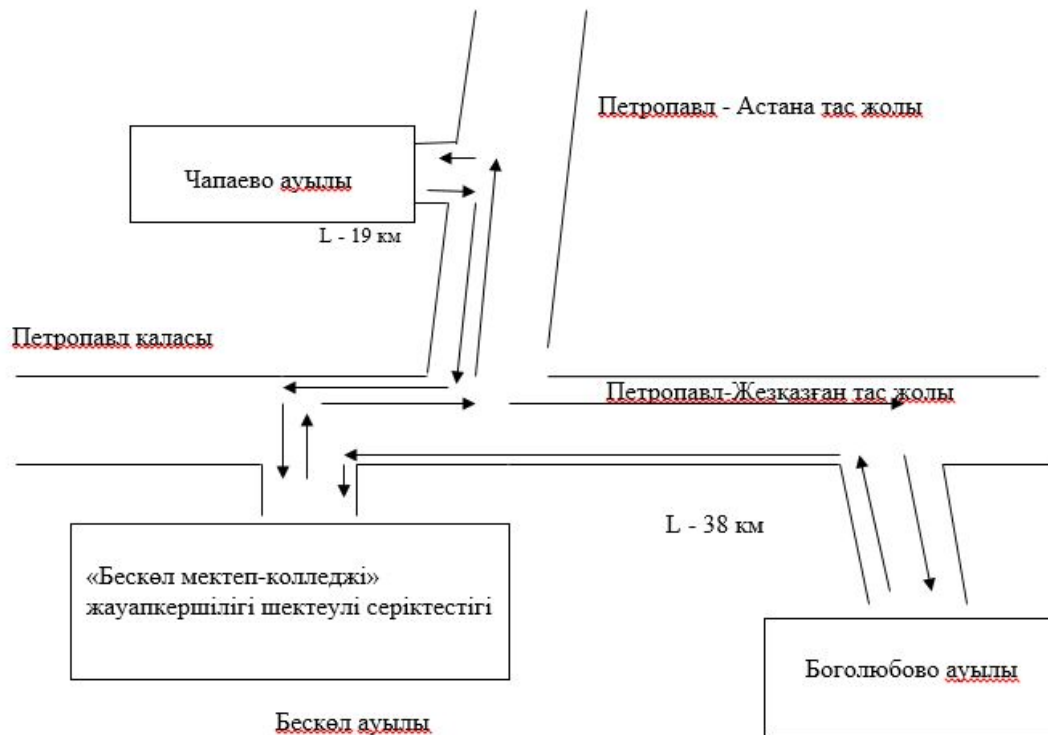 Петропавл - Астана тас жолы
Чапаево ауылы
L - 19 км
Петропавл каласы
Петропавл-Жезқазған тас жолы
L - 38 км
«Бескөл мектеп-колледжі»
жауапкершілігі шектеулі серіктестігі
Боголюбово ауылы
Бескөл ауылы